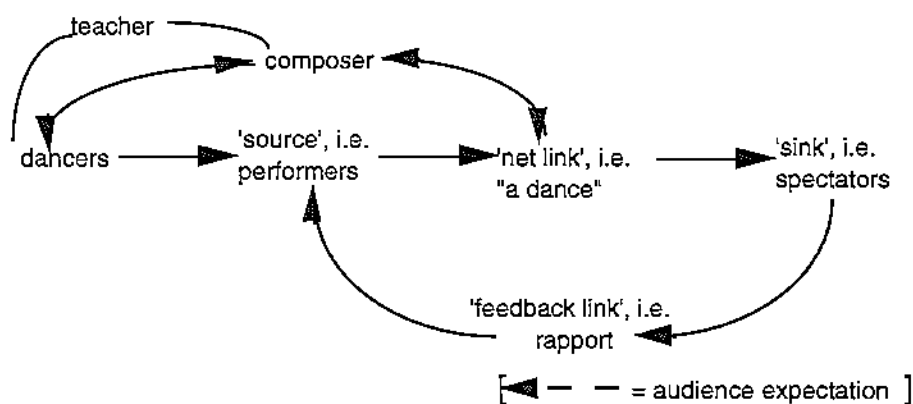 teacher
composer
dancers
'source', i.e.
performers
'net link', i.e.
"a dance"
'sink', i.e.
spectators
'feedback link', i.e.
rapport
[ = audience expectation ]